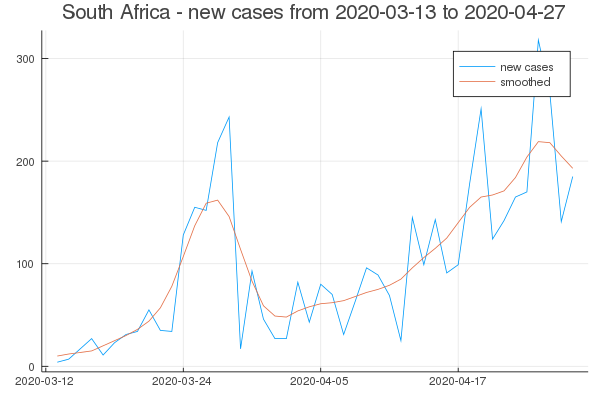 South Africa - new cases from 2020-03-13 to 2020-04-27
300
new cases
smoothed
200
100
0
2020-03-12 2020-03-24 2020-04-05 2020-04-17